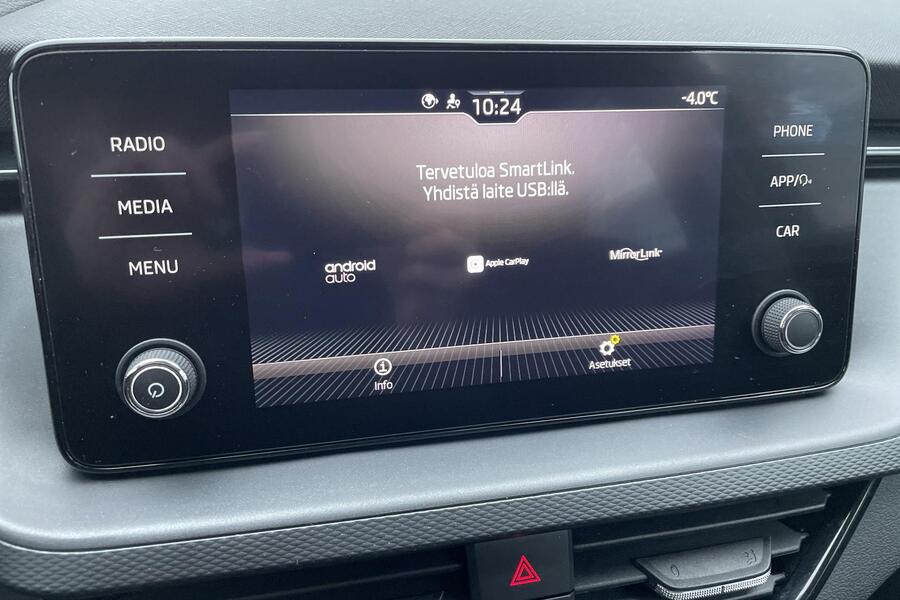 10:24
-4.0°C
RADIO
MEDIA
MENU
Tervetuloa SmartLink.
Yhdistä laite USB:llä.
android
auto
Apple CarPlay
MirrorLink
Info
Asetukset
PHONE
APP/
CAR